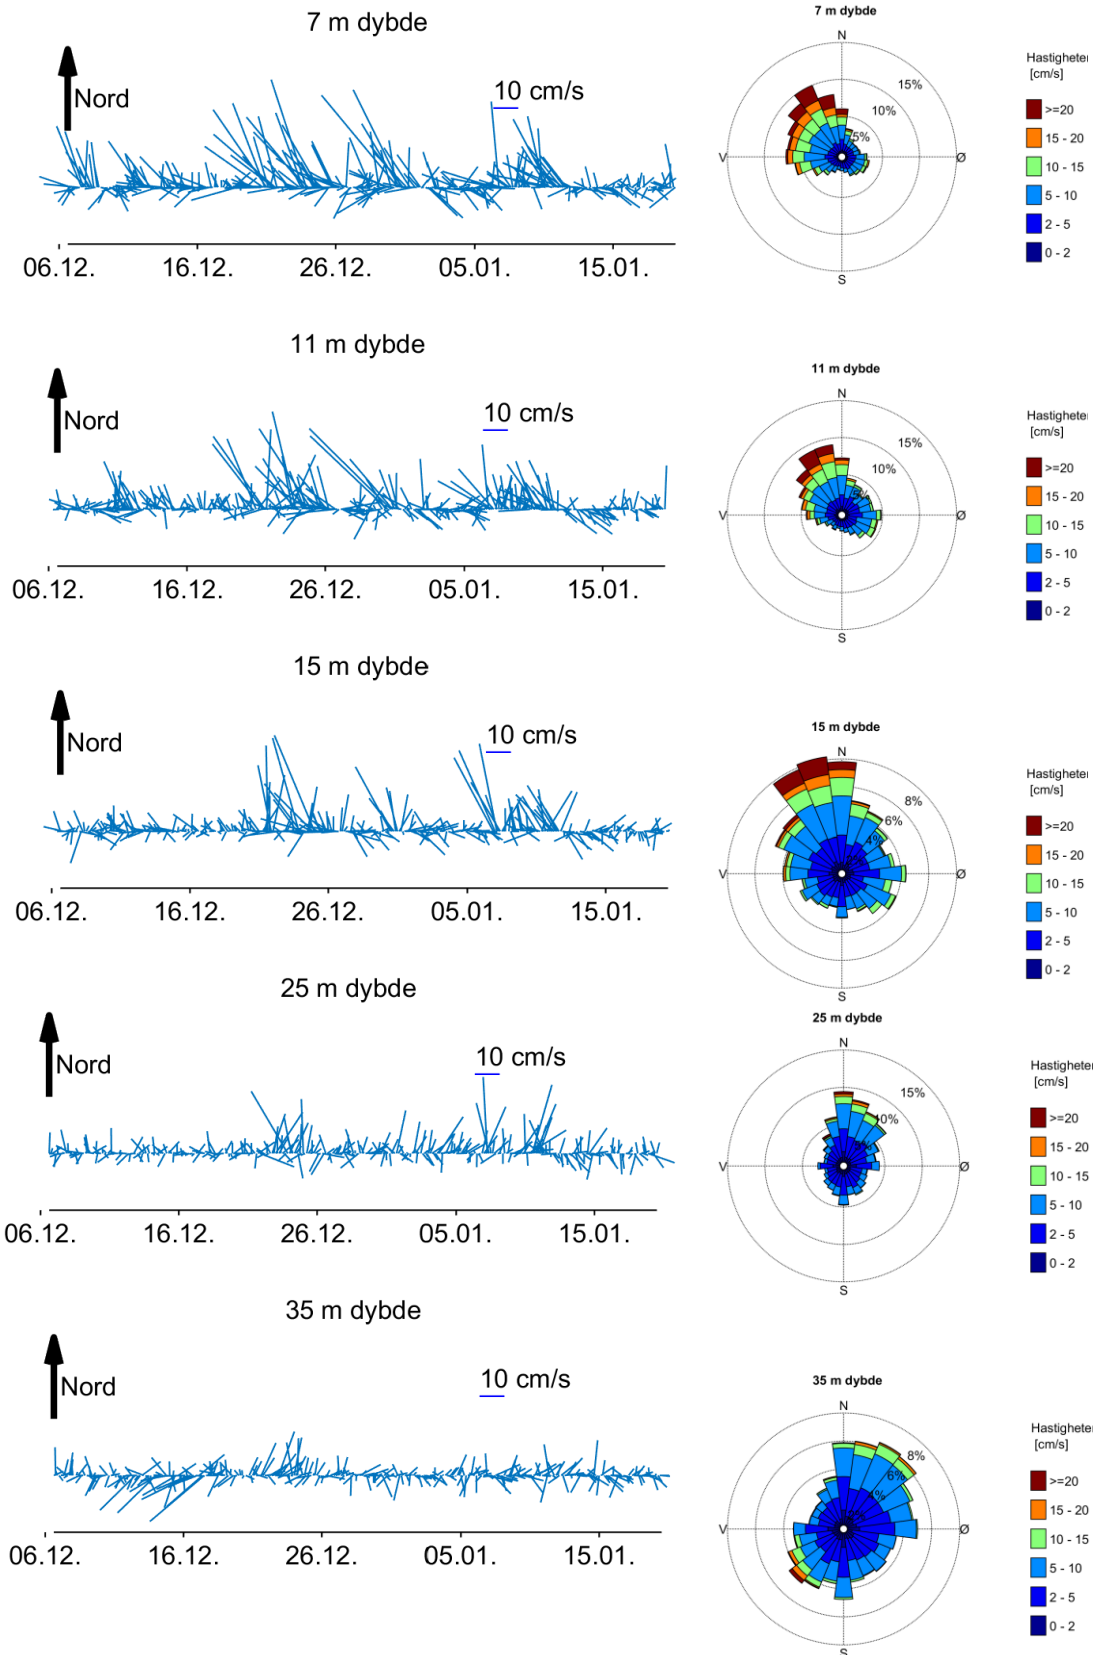 7 m dybde
Nord
10 cm/s
06.12. 16.12. 26.12. 05.01. 15.01.
7 m dybde
N
15%
10%
5%
V Ø
S
Hastigheter
[cm/s]
>=20
15 - 20
10 - 15
5 - 10
2 - 5
0 - 2
11 m dybde
Nord
10 cm/s
06.12. 16.12. 26.12. 05.01. 15.01.
11 m dybde
N
15%
10%
V Ø
S
Hastigheter
[cm/s]
>=20
15 - 20
10 - 15
5 - 10
2 - 5
0 - 2
15 m dybde
Nord
10 cm/s
06.12. 16.12. 26.12. 05.01. 15.01.
15 m dybde
N
8%
6%
4%
2%
V Ø
S
Hastigheter
[cm/s]
>=20
15 - 20
10 - 15
5 - 10
2 - 5
0 - 2
25 m dybde
Nord
10 cm/s
06.12. 16.12. 26.12. 05.01. 15.01.
25 m dybde
N
15%
10%
V Ø
S
Hastigheter
[cm/s]
>=20
15 - 20
10 - 15
5 - 10
2 - 5
0 - 2
35 m dybde
Nord
10 cm/s
06.12. 16.12. 26.12. 05.01. 15.01.
35 m dybde
N
8%
6%
4%
V Ø
S
Hastigheter
[cm/s]
>=20
15 - 20
10 - 15
5 - 10
2 - 5
0 - 2